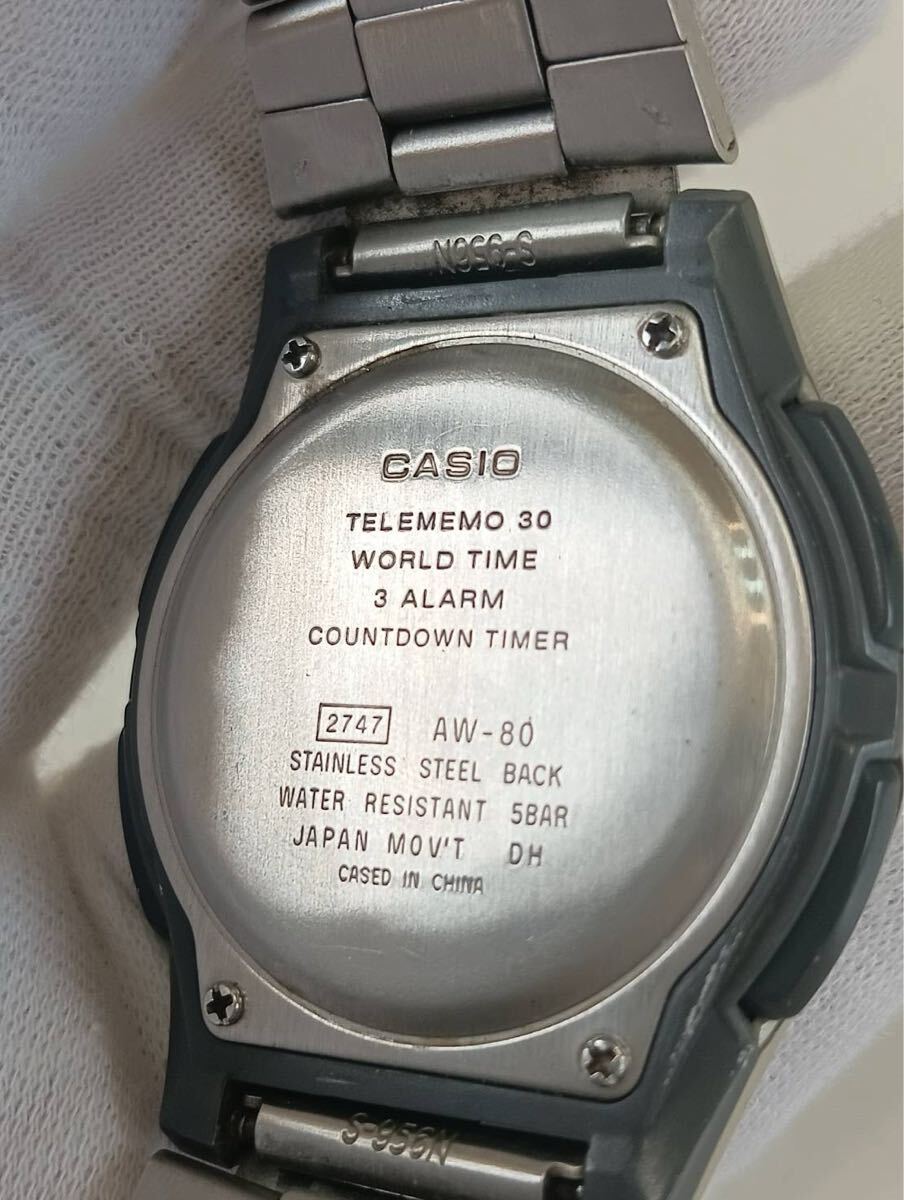 S-956N
CASIO
TELEMEMO 30
WORLD TIME
3 ALARM
COUNTDOWN TIMER
2747 AW-80
STAINLESS STEEL BACK
WATER RESISTANT 5BAR
JAPAN MOV'T DH
CASED IN CHINA
S-956N